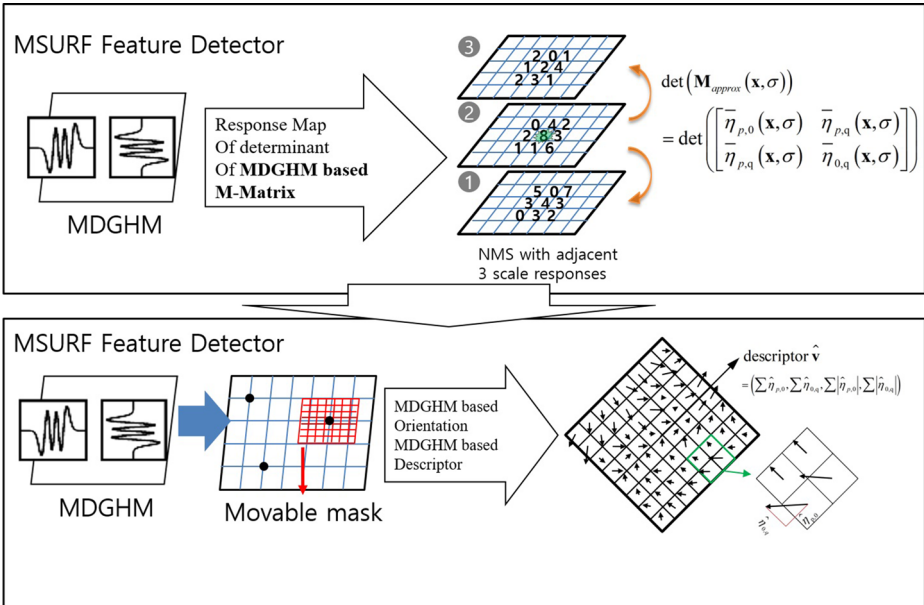 MSURF Feature Detector
MDGHM
Response Map
Of determinant
Of MDGHM based
M-Matrix
3
2 0 1
1 2 4
2 3 1
2
0 4 2
2 8 3
1 1 6
1
5 0 7
3 4 3
0 3 2
NMS with adjacent
3 scale responses
det(M_approx(x,σ))
= det([η̅_p,0(x,σ) η̅_p,q(x,σ)
η̅_p,q(x,σ) η̅_0,q(x,σ)])
MSURF Feature Detector
MDGHM
Movable mask
MDGHM based
Orientation
MDGHM based
Descriptor
descriptor v̂
= (∑η̂_p,0, ∑η̂_0,q, ∑|η̂_p,0|, ∑|η̂_0,q|)
η̂_0,q
η̂_p,0